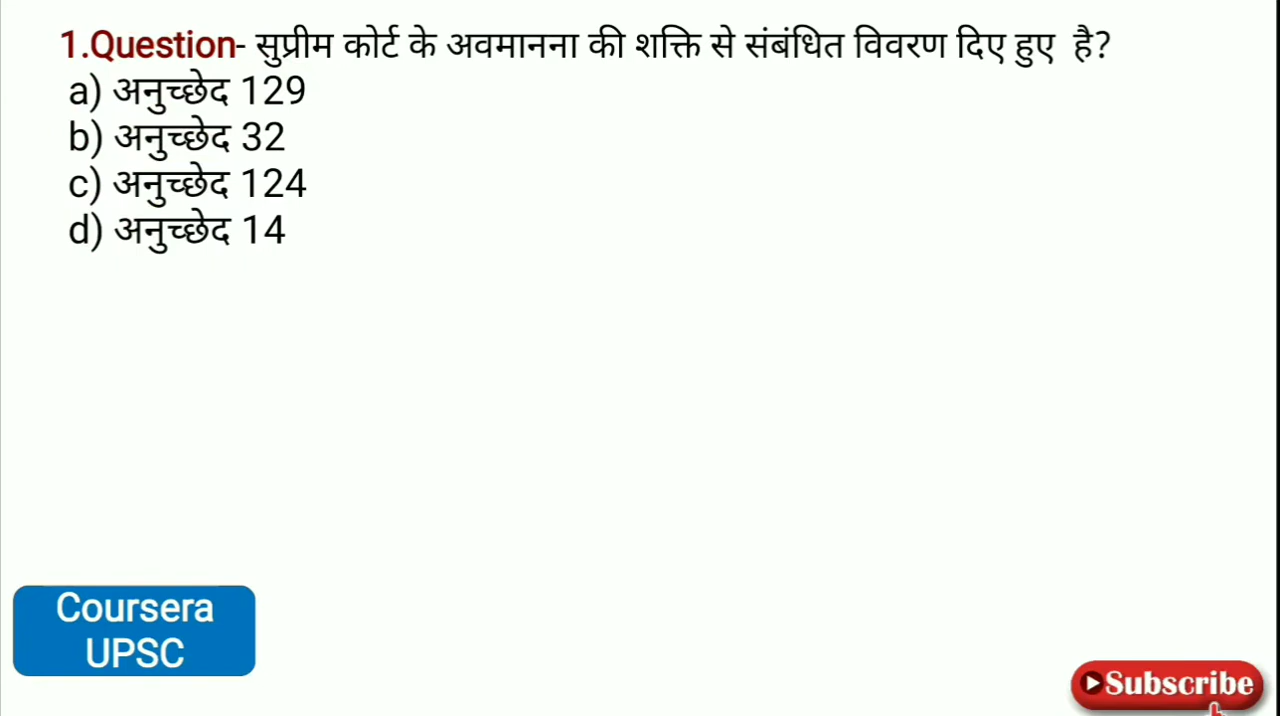 1.Question- सुप्रीम कोर्ट के अवमानना की शक्ति से संबंधित विवरण दिए हुए है?
a) अनुच्छेद 129
b) अनुच्छेद 32
c) अनुच्छेद 124
d) अनुच्छेद 14
Coursera
UPSC
Subscribe